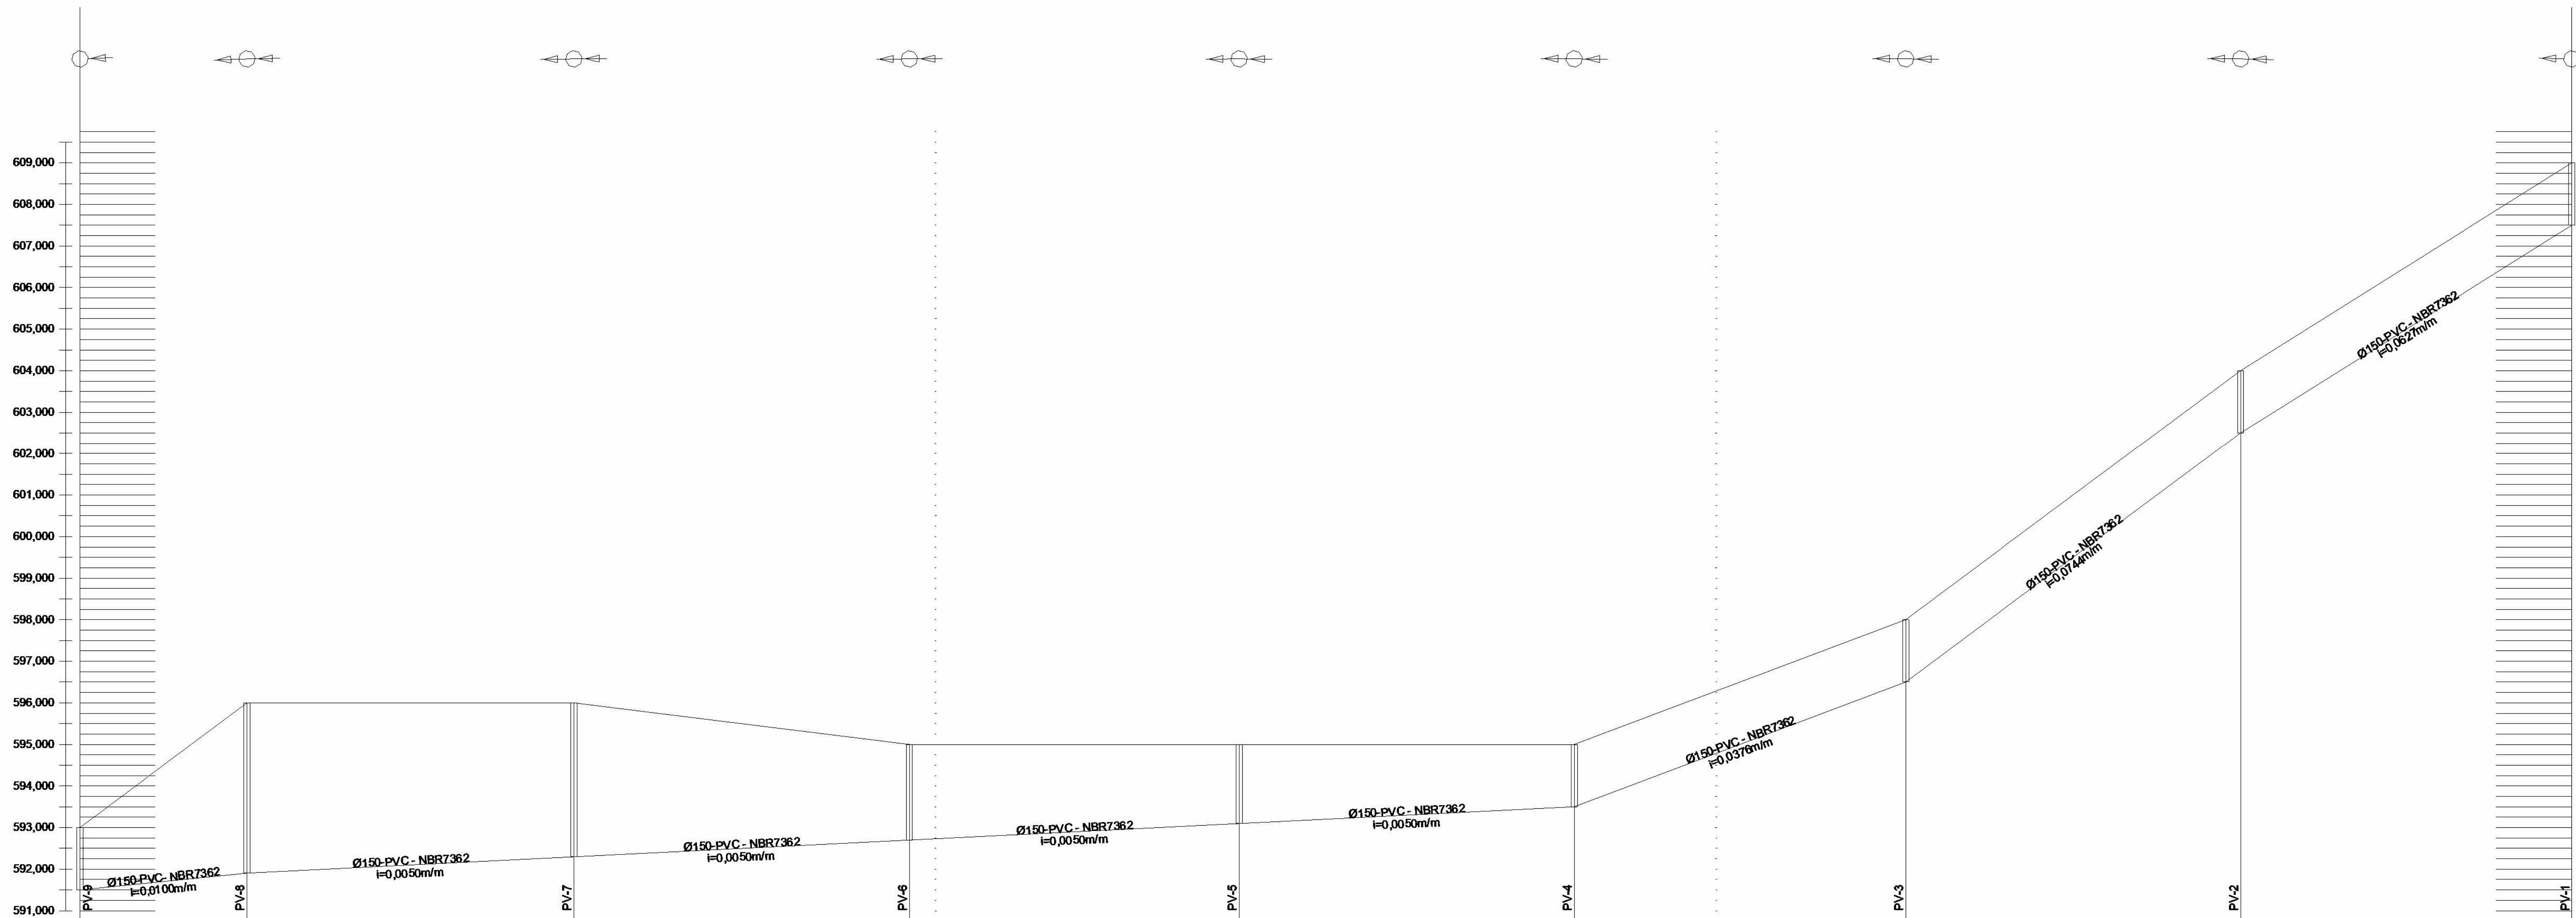 609,000
608,000
607,000
606,000
605,000
604,000
603,000
602,000
601,000
600,000
599,000
598,000
597,000
596,000
595,000
594,000
593,000
592,000
591,000
Ø150-PVC - NBR7362
i=0,0100m/m
Ø150-PVC - NBR7362
i=0,0050m/m
Ø150-PVC - NBR7362
i=0,0050m/m
Ø150-PVC - NBR7362
i=0,0050m/m
Ø150-PVC - NBR7362
i=0,0050m/m
Ø150-PVC - NBR7362
i=0,0376m/m
Ø150-PVC - NBR7362
i=0,0744m/m
Ø150-PVC - NBR7362
i=0,0627m/m
PV-9
PV-8
PV-7
PV-6
PV-5
PV-4
PV-3
PV-2
PV-1